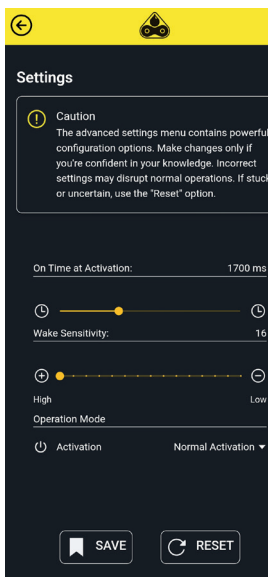 Settings
Caution
The advanced settings menu contains powerful
configuration options. Make changes only if
you're confident in your knowledge. Incorrect
settings may disrupt normal operations. If stuck
or uncertain, use the "Reset" option.
On Time at Activation: 1700 ms
Wake Sensitivity: 16
High Low
Operation Mode
Activation Normal Activation
SAVE RESET